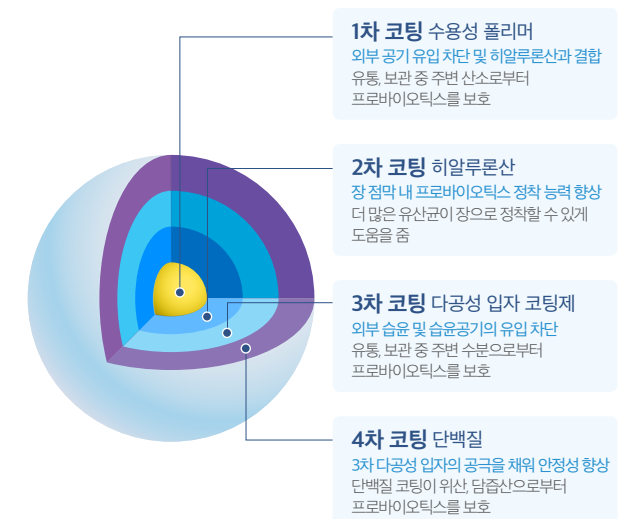 1차 코팅 수용성 폴리머
외부 공기 유입 차단 및 히알루론산과 결합
유통, 보관 중 주변 산소로부터
프로바이오틱스를 보호
2차 코팅 히알루론산
장 점막 내 프로바이오틱스 정착 능력 향상
더 많은 유산균이 장으로 정착할 수 있게
도움을 줌
3차 코팅 다공성 입자 코팅제
외부 습윤 및 습윤공기의 유입 차단
유통, 보관 중 주변 수분으로부터
프로바이오틱스를 보호
4차 코팅 단백질
3차 다공성 입자의 공극을 채워 안정성 향상
단백질 코팅이 위산, 담즙산으로부터
프로바이오틱스를 보호